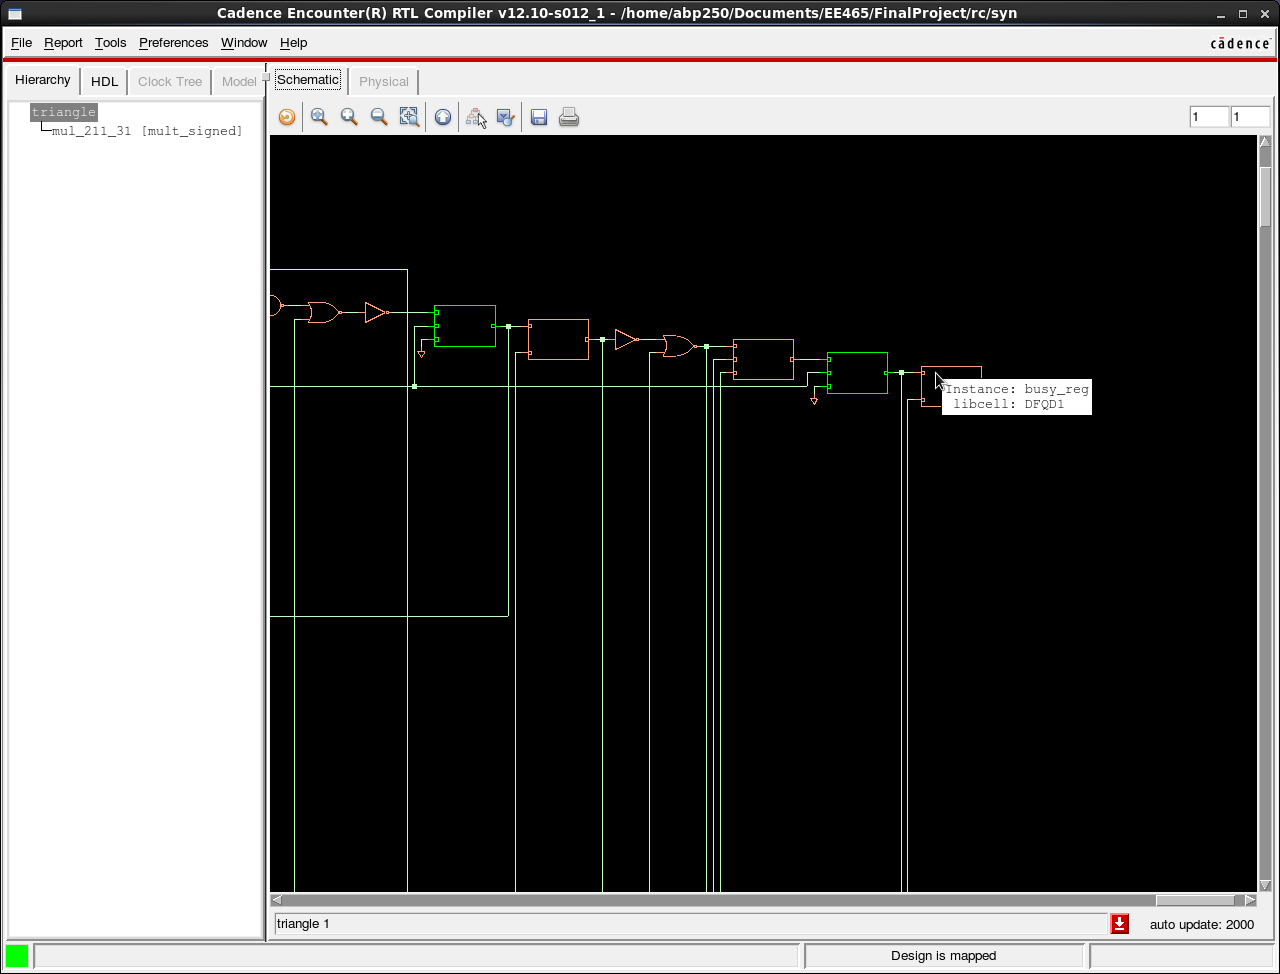 Cadence Encounter(R) RTL Compiler v12.10-s012_1 - /home/abp250/Documents/EE465/FinalProject/rc/syn
File Report Tools Preferences Window Help
cādence
Hierarchy HDL Clock Tree Model
Schematic Physical
triangle
mul_211_31 [mult_signed]
1 1
Instance: busy_reg
libcell: DFQD1
triangle 1
auto update: 2000
Design is mapped